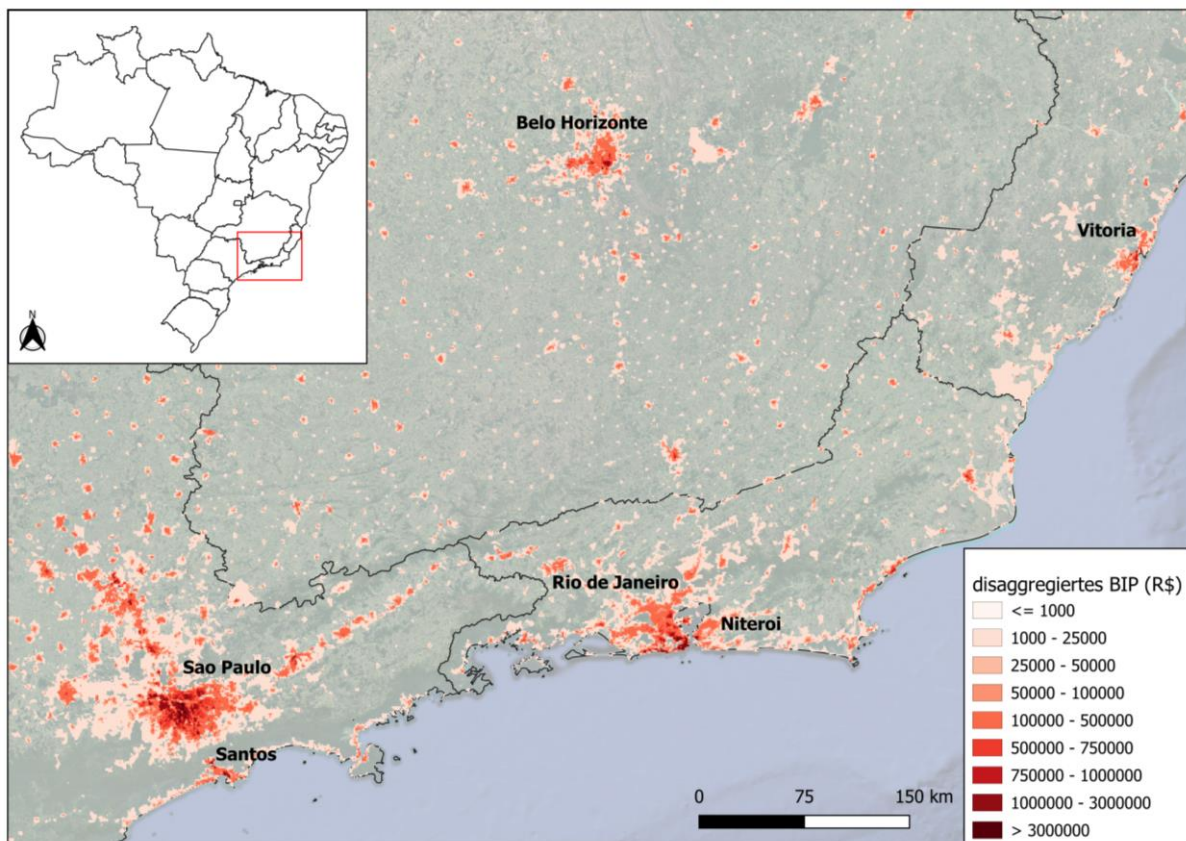 N
Belo Horizonte
Vitoria
Rio de Janeiro
Niteroi
Sao Paulo
Santos
0 75 150 km
disaggregiertes BIP (R$)
<= 1000
1000 - 25000
25000 - 50000
50000 - 100000
100000 - 500000
500000 - 750000
750000 - 1000000
1000000 - 3000000
> 3000000